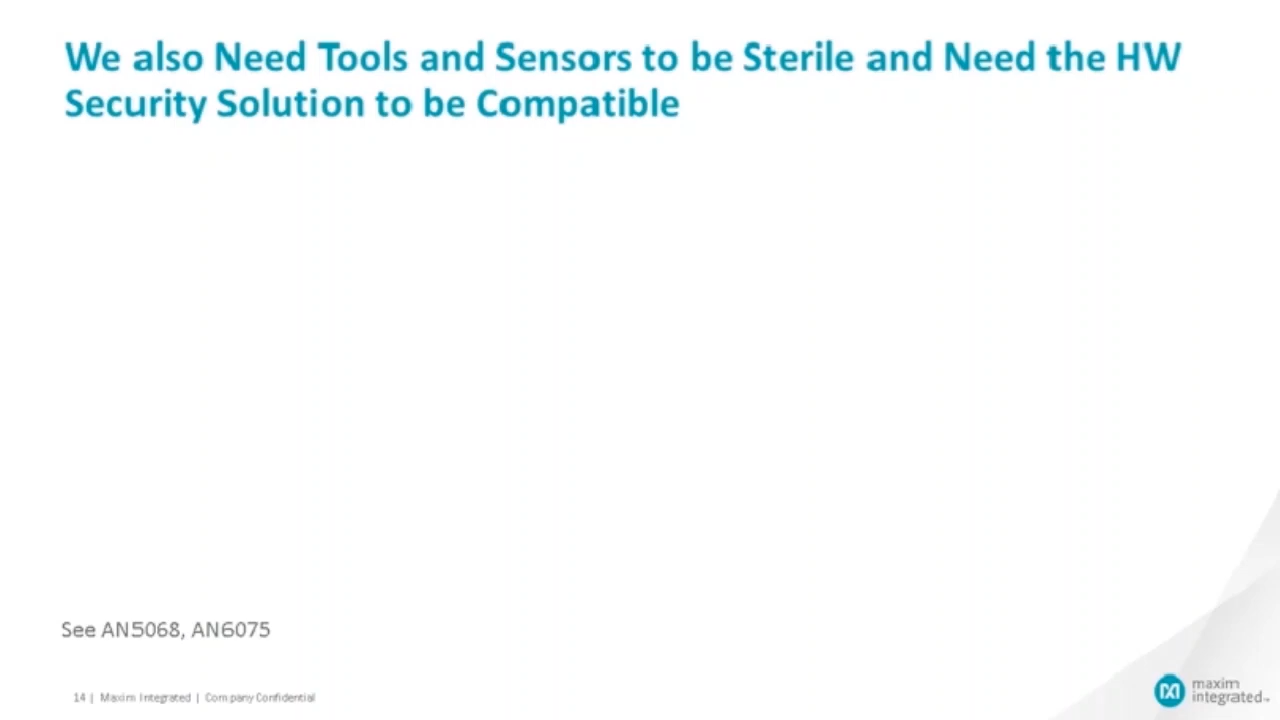 We also Need Tools and Sensors to be Sterile and Need the HW
Security Solution to be Compatible
See AN5068, AN6075
14 | Maxim Integrated | Company Confidential
maxim
integrated™